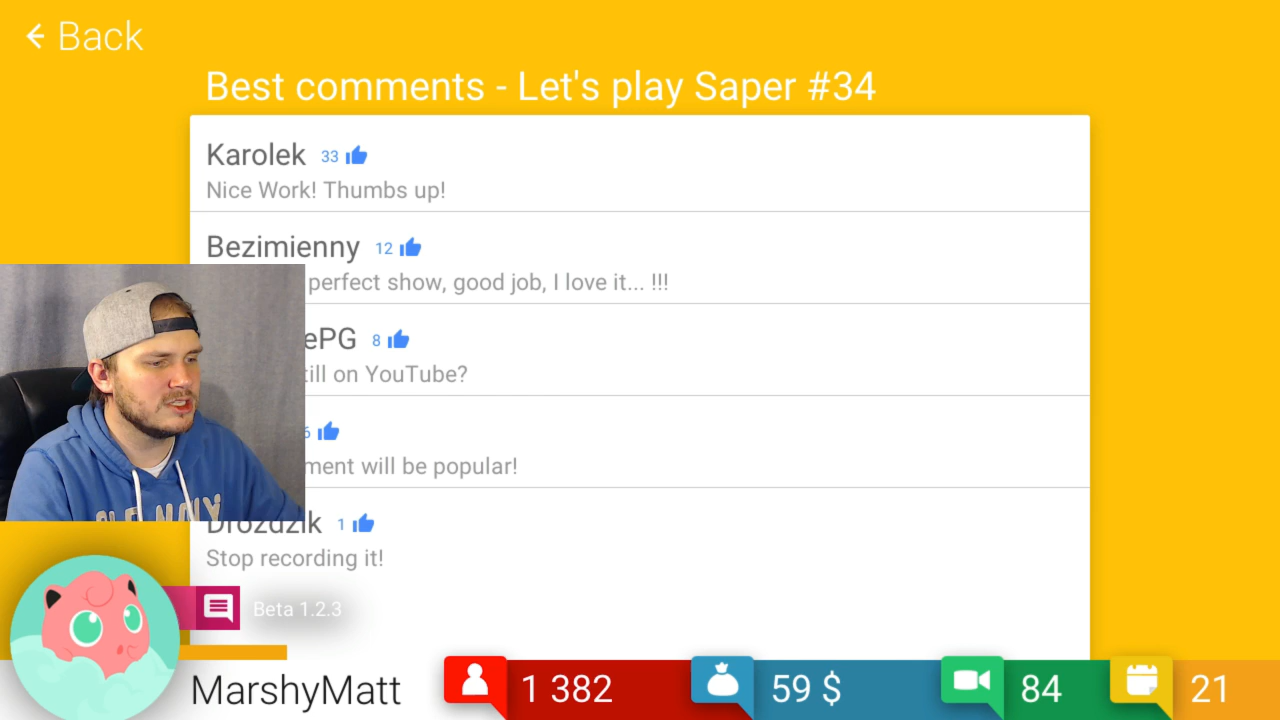 Back
Best comments - Let's play Saper #34
Karolek 33
Nice Work! Thumbs up!
Bezimienny 12
perfect show, good job, I love it... !!!
ePG 8
till on YouTube?
6
ment will be popular!
Drozdzik 1
Stop recording it!
Beta 1.2.3
MarshyMatt 1 382 59 $ 84 21